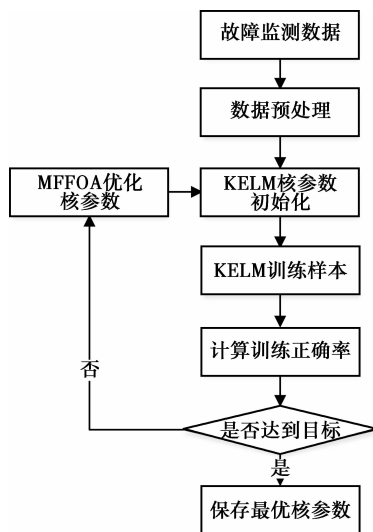 故障监测数据
数据预处理
MFFOA优化
核参数
KELM核参数
初始化
KELM训练样本
计算训练正确率
否
是否达到目标
是
保存最优核参数